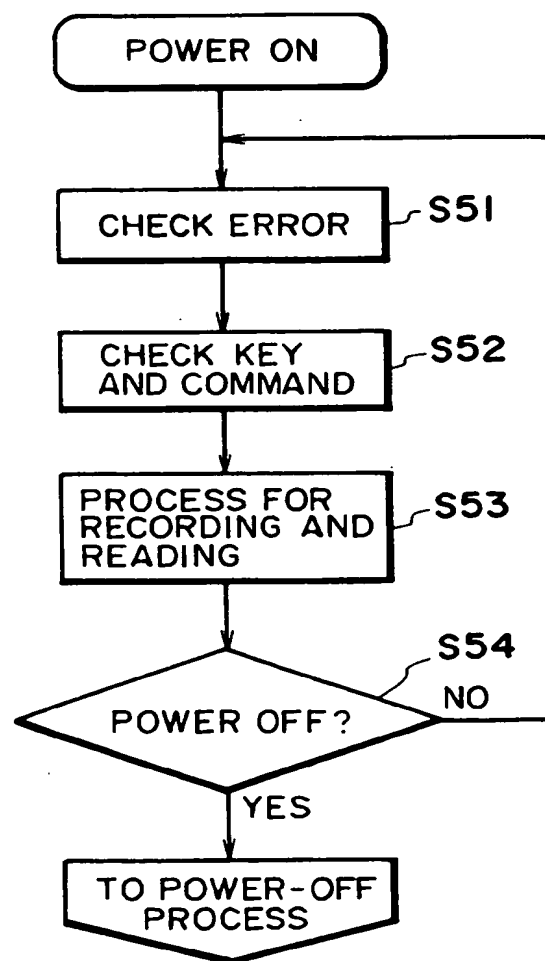 POWER ON
CHECK ERROR
S51
CHECK KEY
AND COMMAND
S52
PROCESS FOR
RECORDING AND
READING
S53
S54
POWER OFF?
NO
YES
TO POWER-OFF
PROCESS